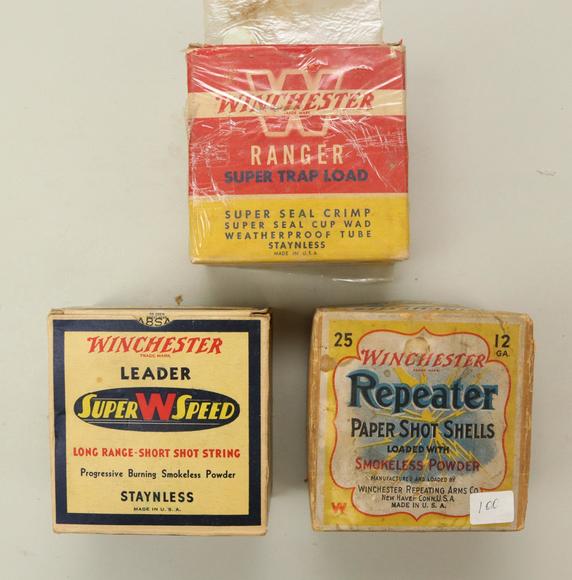 WINCHESTER
TRADE MARK
RANGER
SUPER TRAP LOAD
SUPER SEAL CRIMP
SUPER SEAL CUP WAD
WEATHERPROOF TUBE
STAYNLESS
MADE IN U.S.A
WINCHESTER
TRADE MARK
LEADER
SUPER W SPEED
LONG RANGE-SHORT SHOT STRING
Progressive Burning Smokeless Powder
STAYNLESS
MADE IN U.S.A.
25 12
GA.
WINCHESTER
TRADE MARK
Repeater
PAPER SHOT SHELLS
LOADED WITH
SMOKELESS POWDER
MANUFACTURED AND LOADED BY
WINCHESTER REPEATING ARMS CO.
NEW HAVEN CONN. U.S.A.
MADE IN U.S.A.
W